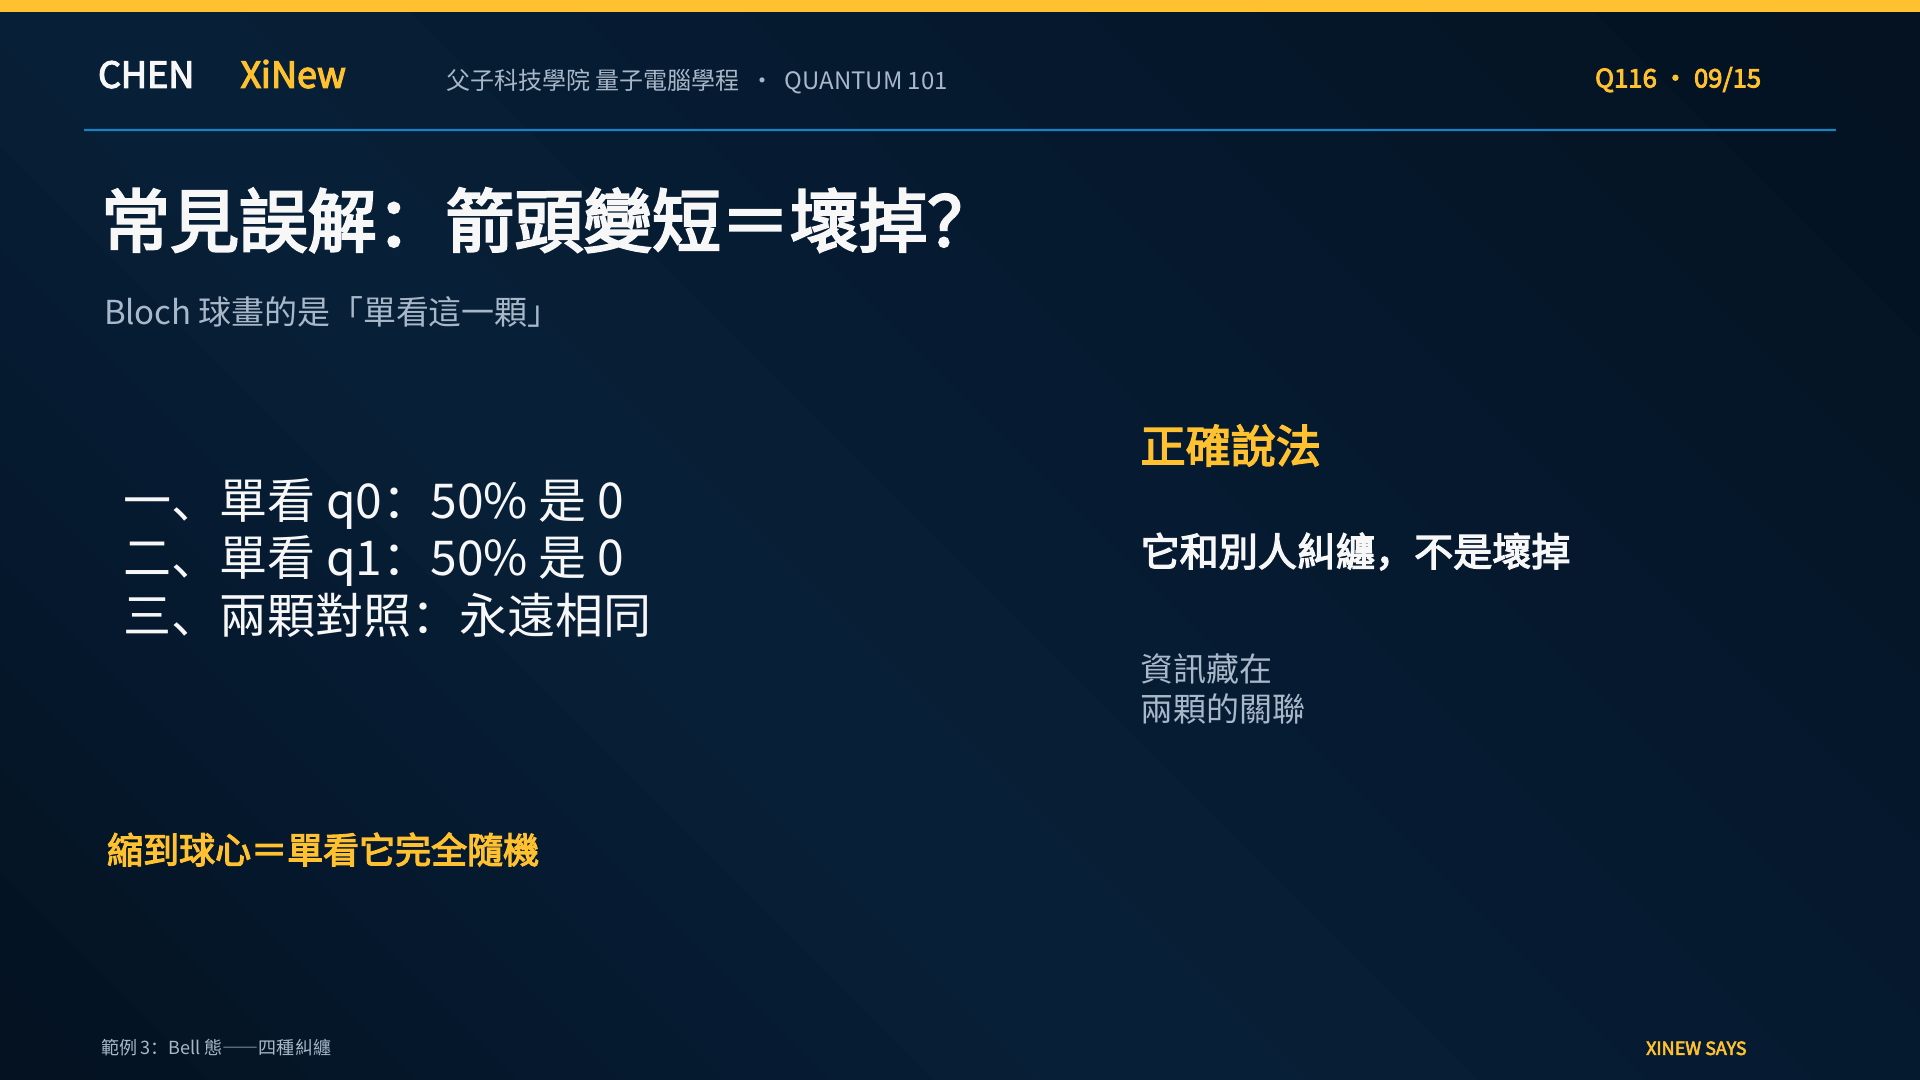 CHEN XiNew 父子科技學院 量子電腦學程 · QUANTUM 101 Q116 · 09/15
常見誤解：箭頭變短＝壞掉？
Bloch 球畫的是「單看這一顆」
一、單看 q0：50% 是 0
二、單看 q1：50% 是 0
三、兩顆對照：永遠相同
縮到球心＝單看它完全隨機
正確說法
它和別人糾纏，不是壞掉
資訊藏在
兩顆的關聯
範例 3：Bell 態——四種糾纏
XINEW SAYS